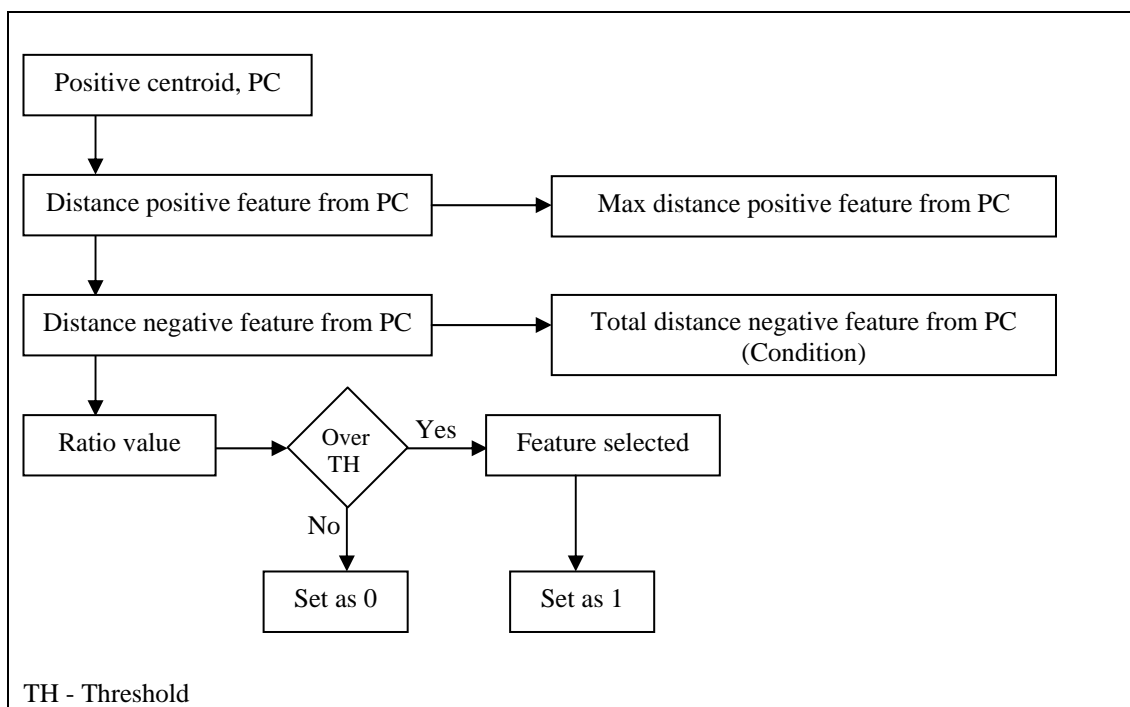 Positive centroid, PC
Distance positive feature from PC
Max distance positive feature from PC
Distance negative feature from PC
Total distance negative feature from PC
(Condition)
Ratio value
Over
TH
Yes
Feature selected
No
Set as 0
Set as 1
TH - Threshold